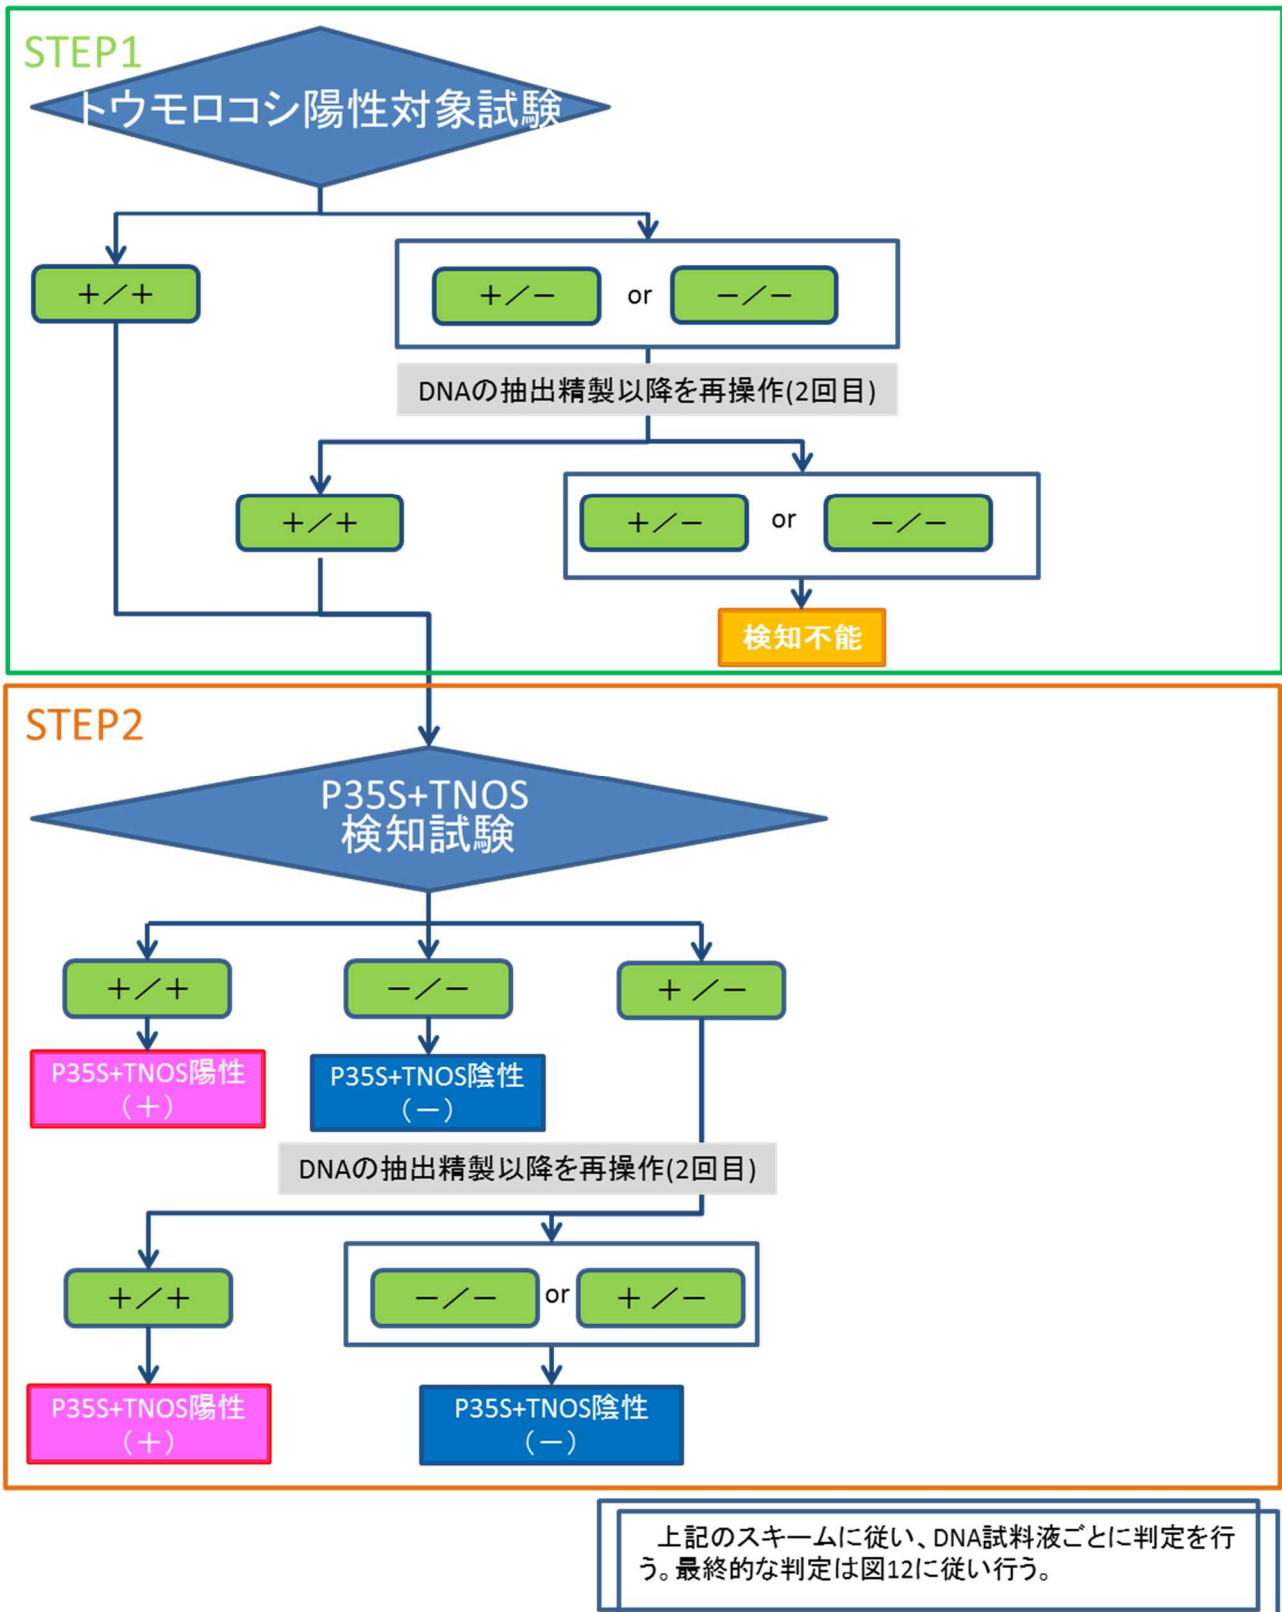 STEP1
トウモロコシ陽性対象試験
＋／＋
＋／－ or －／－
DNAの抽出精製以降を再操作(2回目)
＋／＋
＋／－ or －／－
検知不能
STEP2
P35S+TNOS
検知試験
＋／＋
－／－
＋／－
P35S+TNOS陽性
（＋）
P35S+TNOS陰性
（－）
DNAの抽出精製以降を再操作(2回目)
＋／＋
－／－ or ＋／－
P35S+TNOS陽性
（＋）
P35S+TNOS陰性
（－）
上記のスキームに従い、DNA試料液ごとに判定を行
う。最終的な判定は図12に従い行う。